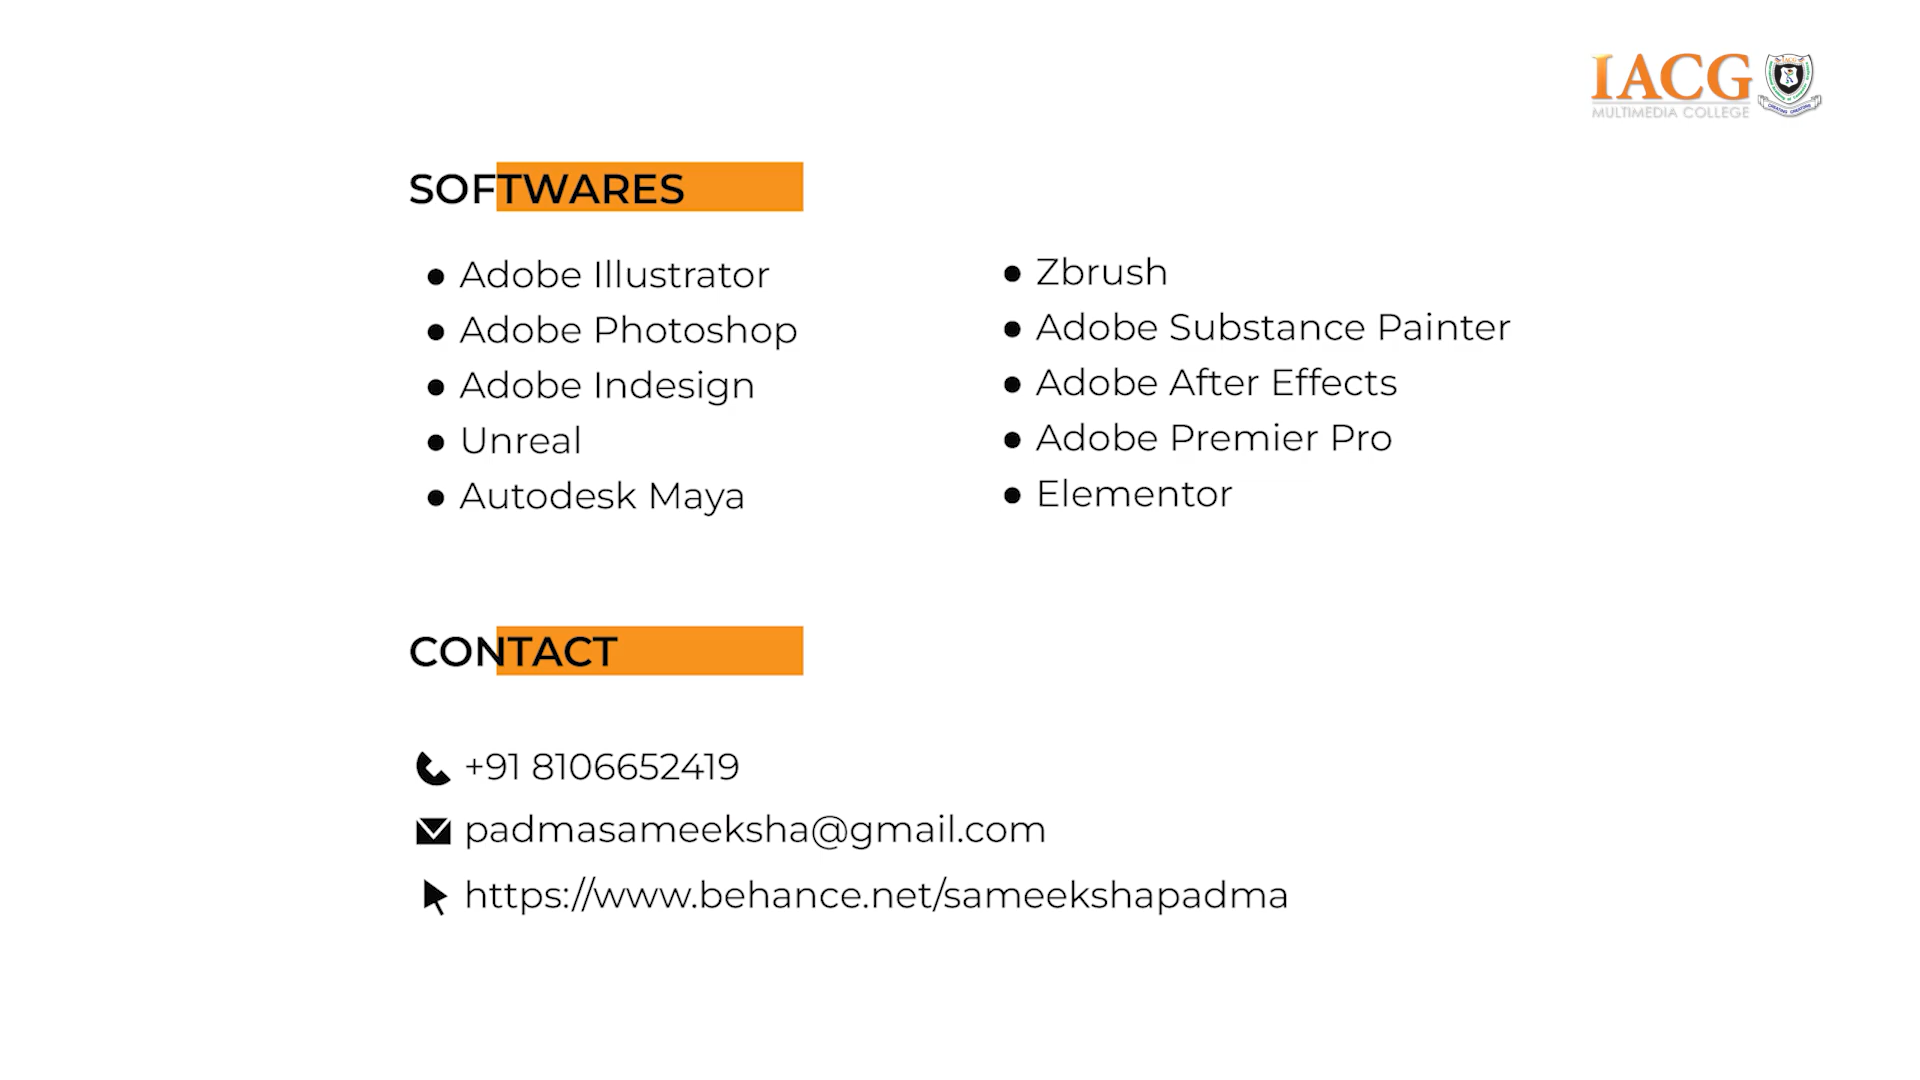 IACG
MULTIMEDIA COLLEGE
SOFTWARES
Adobe Illustrator
Adobe Photoshop
Adobe Indesign
Unreal
Autodesk Maya
Zbrush
Adobe Substance Painter
Adobe After Effects
Adobe Premier Pro
Elementor
CONTACT
+91 8106652419
padmasameeksha@gmail.com
https://www.behance.net/sameekshapadma